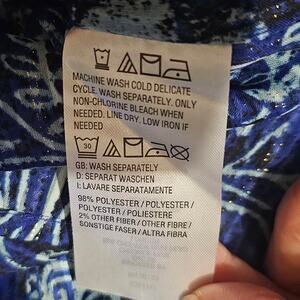 MACHINE WASH COLD DELICATE
CYCLE. WASH SEPARATELY. ONLY
NON-CHLORINE BLEACH WHEN
NEEDED. LINE DRY. LOW IRON IF
NEEDED
30
GB: WASH SEPARATELY
D: SEPARAT WASCHEN
I: LAVARE SEPARATAMENTE
98% POLYESTER / POLYESTER /
POLYESTER / POLIESTERE
2% OTHER FIBER / OTHER FIBRE /
SONSTIGE FASER / ALTRA FIBRA